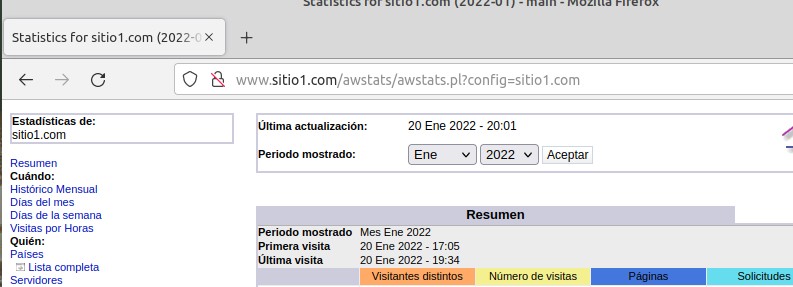 Statistics for sitio1.com (2022-01) - main - Mozilla Firefox
Statistics for sitio1.com (2022-0
www.sitio1.com/awstats/awstats.pl?config=sitio1.com
Estadísticas de:
sitio1.com
Resumen
Cuándo:
Histórico Mensual
Días del mes
Días de la semana
Visitas por Horas
Quién:
Países
Lista completa
Servidores
Última actualización: 20 Ene 2022 - 20:01
Periodo mostrado: Ene 2022 Aceptar
Resumen
Periodo mostrado Mes Ene 2022
Primera visita 20 Ene 2022 - 17:05
Última visita 20 Ene 2022 - 19:34
Visitantes distintos Número de visitas Páginas Solicitudes